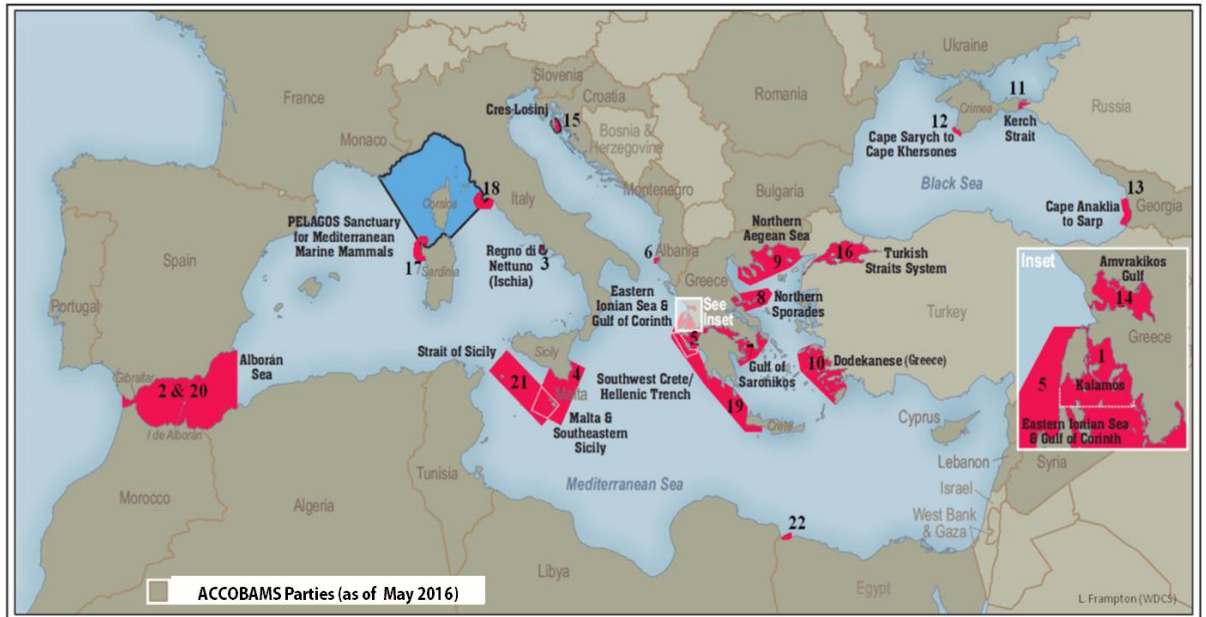 Ukraine
Slovenia
France
Croatia
Romania
11
Russia
Cres-Lošinj
15
Crimea
12
Kerch
Strait
Bosnia &
Herzegovina
Cape Sarych to
Cape Khersones
Monaco
Black Sea
13
18
Italy
Montenegro
Bulgaria
Corsica
Cape Anaklia
to Sarp
Georgia
PELAGOS Sanctuary
for Mediterranean
Marine Mammals
Northern
Aegean Sea
Regno di
Nettuno
(Ischia)
3
6
Albania
9
16
Turkish
Straits System
Inset
Amvrakikos
Gulf
14
Spain
17
Sardinia
Greece
Eastern
Ionian Sea &
Gulf of Corinth
See
Inset
8
Northern
Sporades
Turkey
Greece
Portugal
5
1
Kalamos
5
Eastern Ionian Sea
& Gulf of Corinth
Strait of Sicily
Sicily
7
Gulf of
Saronikos
10
Dodekanese (Greece)
Alborán
Sea
Gibraltar
2 & 20
21
4
Malta
Southwest Crete/
Hellenic Trench
19
Crete
Cyprus
I de Alborán
Malta &
Southeastern
Sicily
Lebanon
Syria
Tunisia
Mediterranean Sea
Israel
Morocco
Algeria
22
West Bank
& Gaza
Libya
Egypt
ACCOBAMS Parties (as of May 2016)
L. Frampton (WDCS)